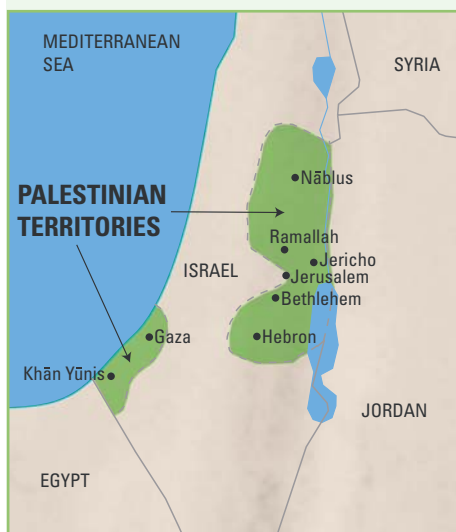 MEDITERRANEAN
SEA
SYRIA
Nāblus
PALESTINIAN
TERRITORIES
Ramallah
Jericho
ISRAEL
Jerusalem
Bethlehem
Gaza
Hebron
Khān Yūnis
JORDAN
EGYPT